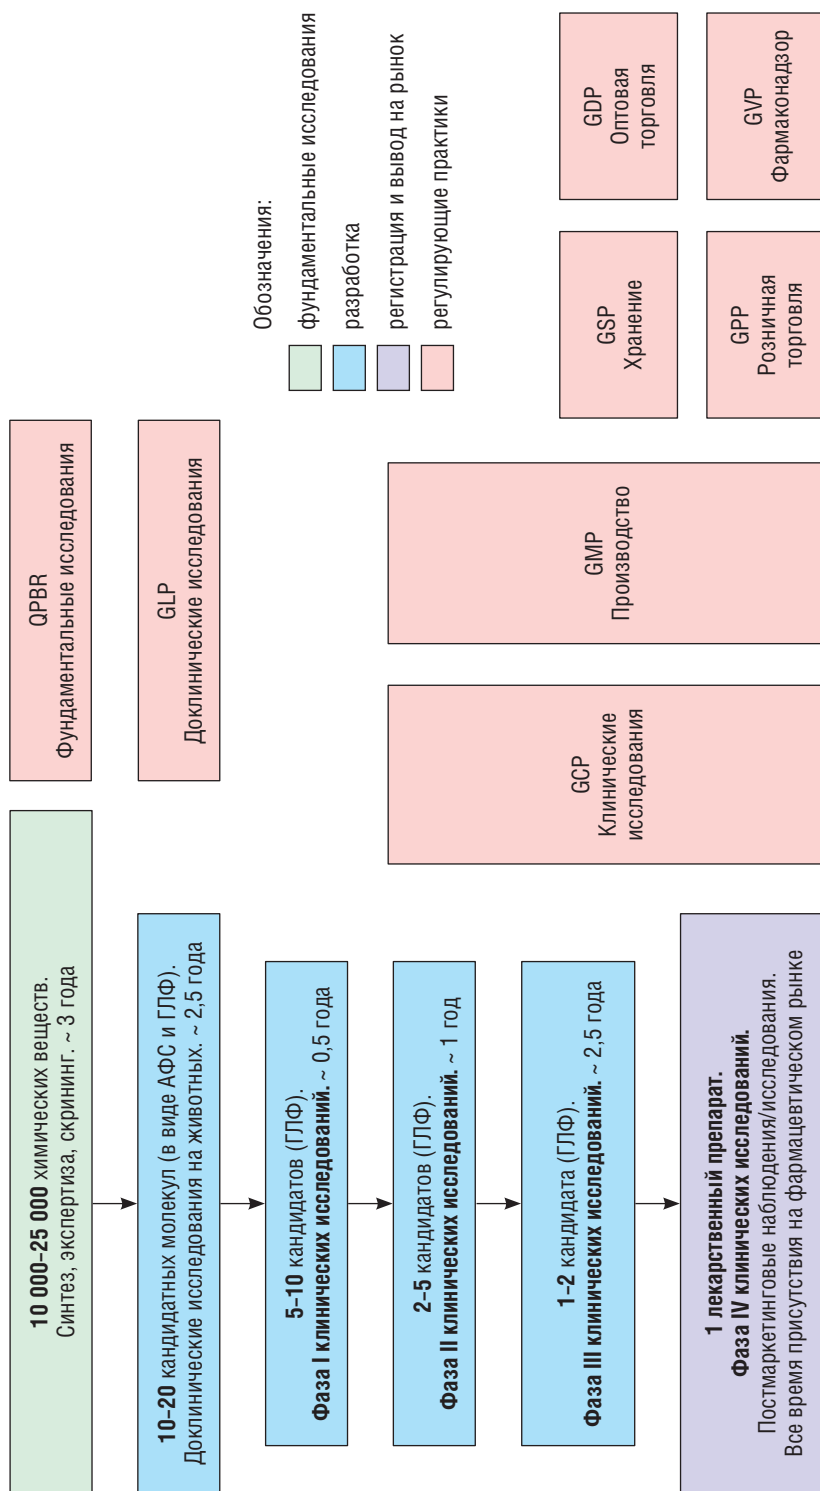 10 000–25 000 химических веществ.
Синтез, экспертиза, скрининг. ~ 3 года
QPBR
Фундаментальные исследования
10–20 кандидатных молекул (в виде АФС и ГЛФ).
Доклинические исследования на животных. ~ 2,5 года
GLP
Доклинические исследования
5–10 кандидатов (ГЛФ).
Фаза I клинических исследований. ~ 0,5 года
2–5 кандидатов (ГЛФ).
Фаза II клинических исследований. ~ 1 год
1–2 кандидата (ГЛФ).
Фаза III клинических исследований. ~ 2,5 года
1 лекарственный препарат.
Фаза IV клинических исследований.
Постмаркетинговые наблюдения/исследования.
Все время присутствия на фармацевтическом рынке
GCP
Клинические
исследования
GMP
Производство
GSP
Хранение
GDP
Оптовая
торговля
GPP
Розничная
торговля
GVP
Фармаконадзор
Обозначения:
фундаментальные исследования
разработка
регистрация и вывод на рынок
регулирующие практики